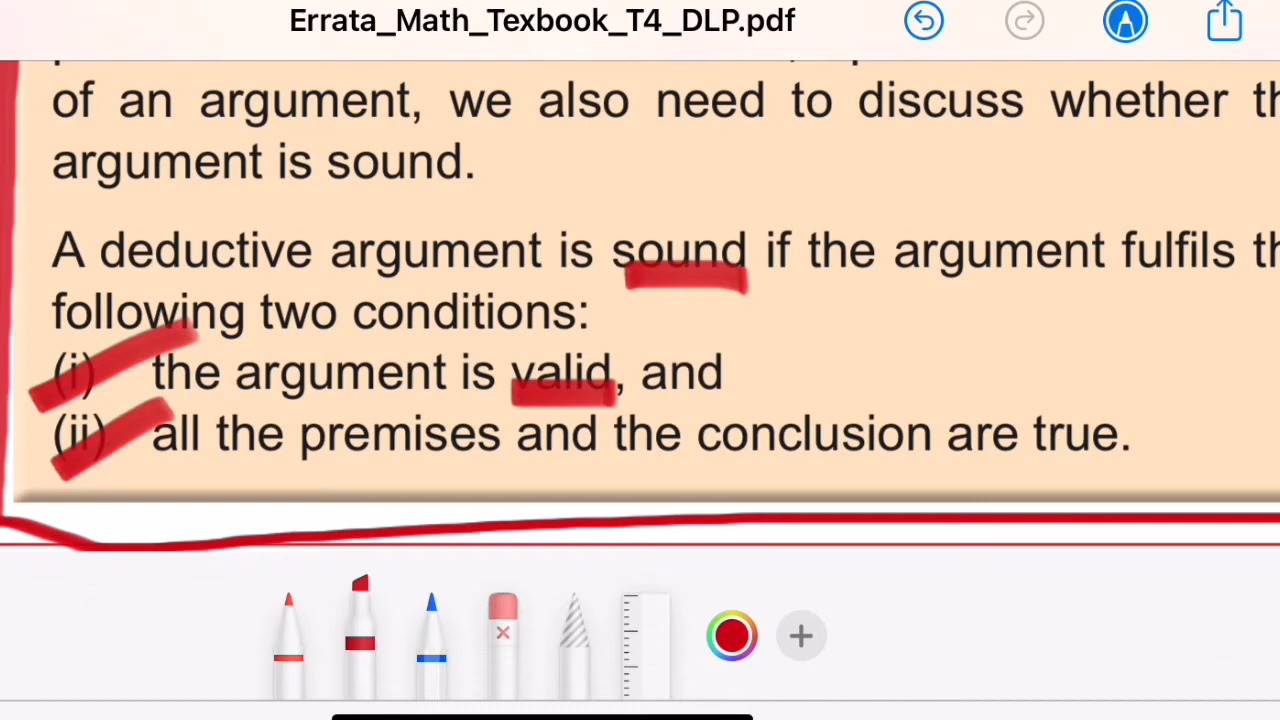 Errata_Math_Texbook_T4_DLP.pdf
of an argument, we also need to discuss whether
argument is sound.
A deductive argument is sound if the argument fulfils
following two conditions:
(i) the argument is valid, and
(ii) all the premises and the conclusion are true.